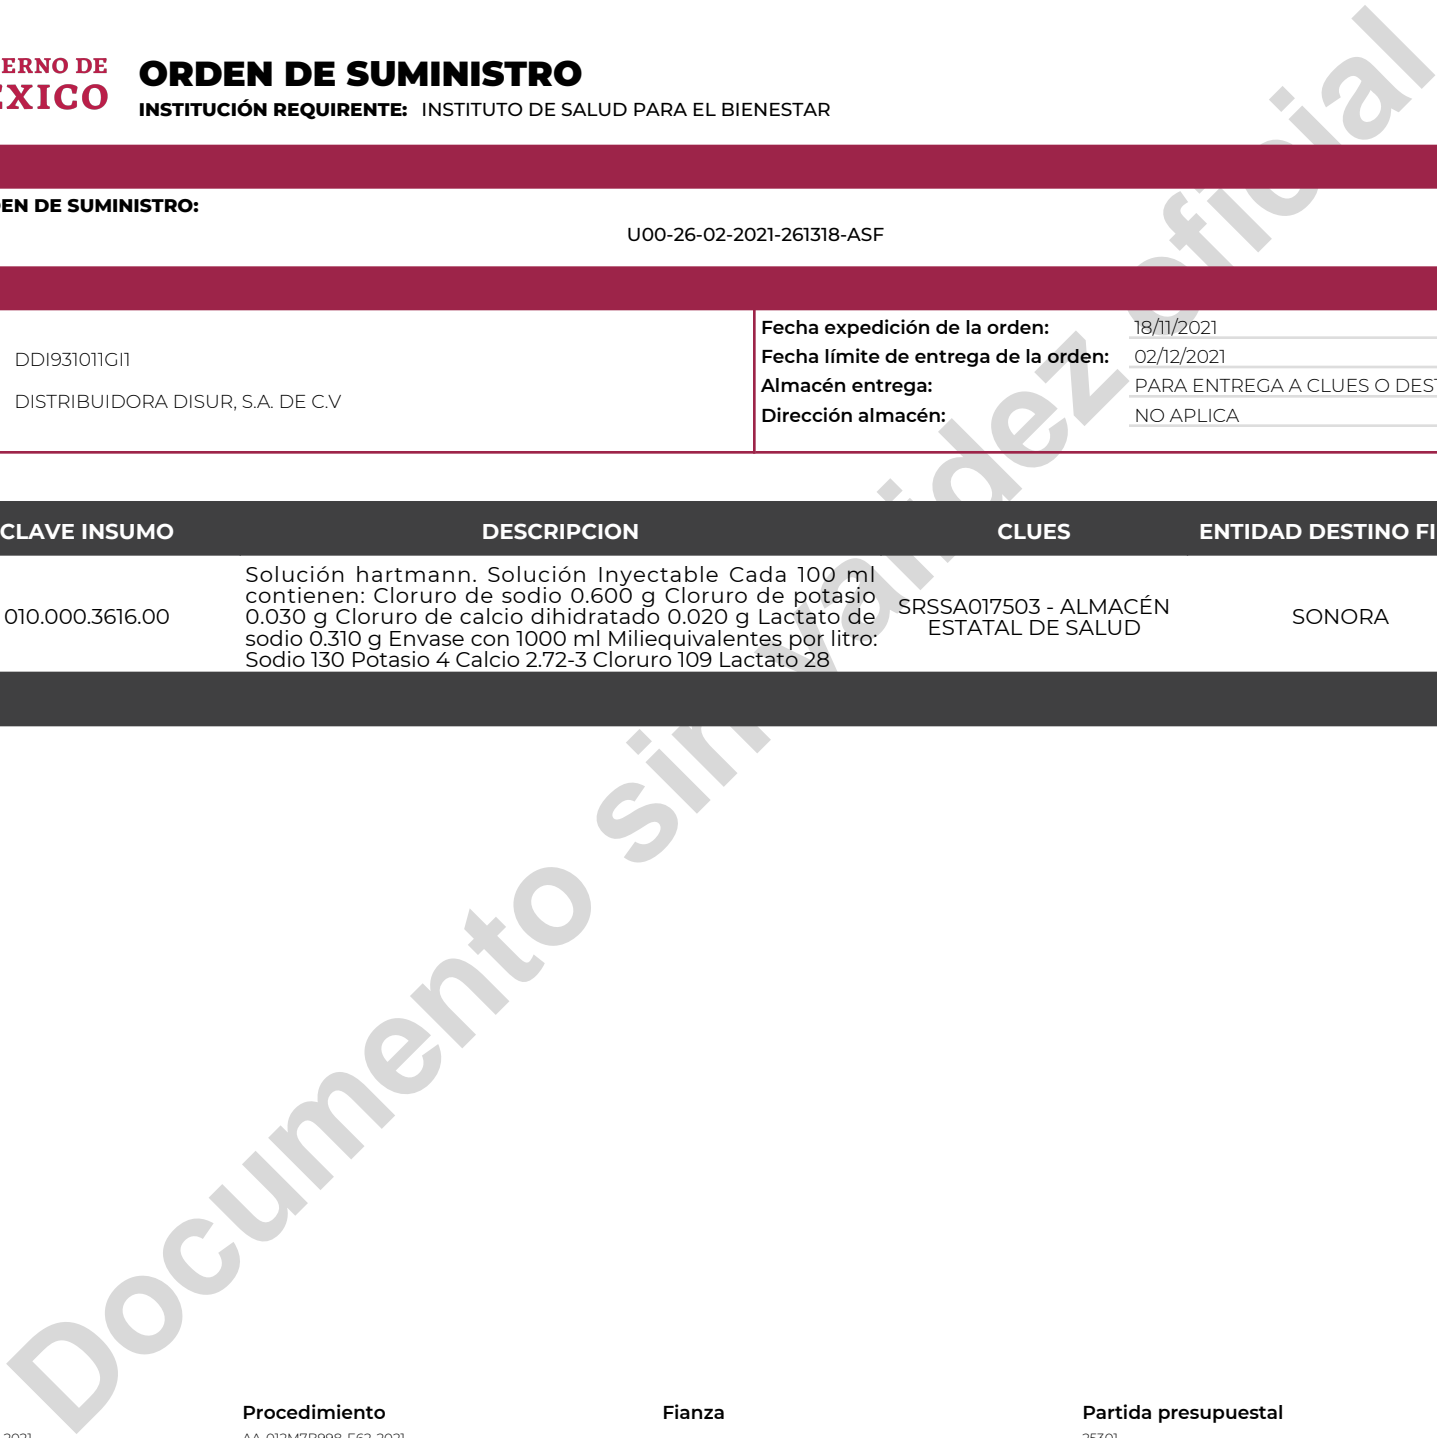 ERNO DE
EXICO
ORDEN DE SUMINISTRO
INSTITUCIÓN REQUIRENTE: INSTITUTO DE SALUD PARA EL BIENESTAR
EN DE SUMINISTRO:
U00-26-02-2021-261318-ASF
DDI931011GI1
DISTRIBUIDORA DISUR, S.A. DE C.V
Fecha expedición de la orden: 18/11/2021
Fecha límite de entrega de la orden: 02/12/2021
Almacén entrega: PARA ENTREGA A CLUES O DEST
Dirección almacén: NO APLICA
CLAVE INSUMO DESCRIPCION CLUES ENTIDAD DESTINO FI
010.000.3616.00
Solución hartmann. Solución Inyectable Cada 100 ml
contienen: Cloruro de sodio 0.600 g Cloruro de potasio
0.030 g Cloruro de calcio dihidratado 0.020 g Lactato de
sodio 0.310 g Envase con 1000 ml Miliequivalentes por litro:
Sodio 130 Potasio 4 Calcio 2.72-3 Cloruro 109 Lactato 28
SRSSA017503 - ALMACÉN
ESTATAL DE SALUD
SONORA
Documento sin validez oficial
Procedimiento Fianza Partida presupuestal